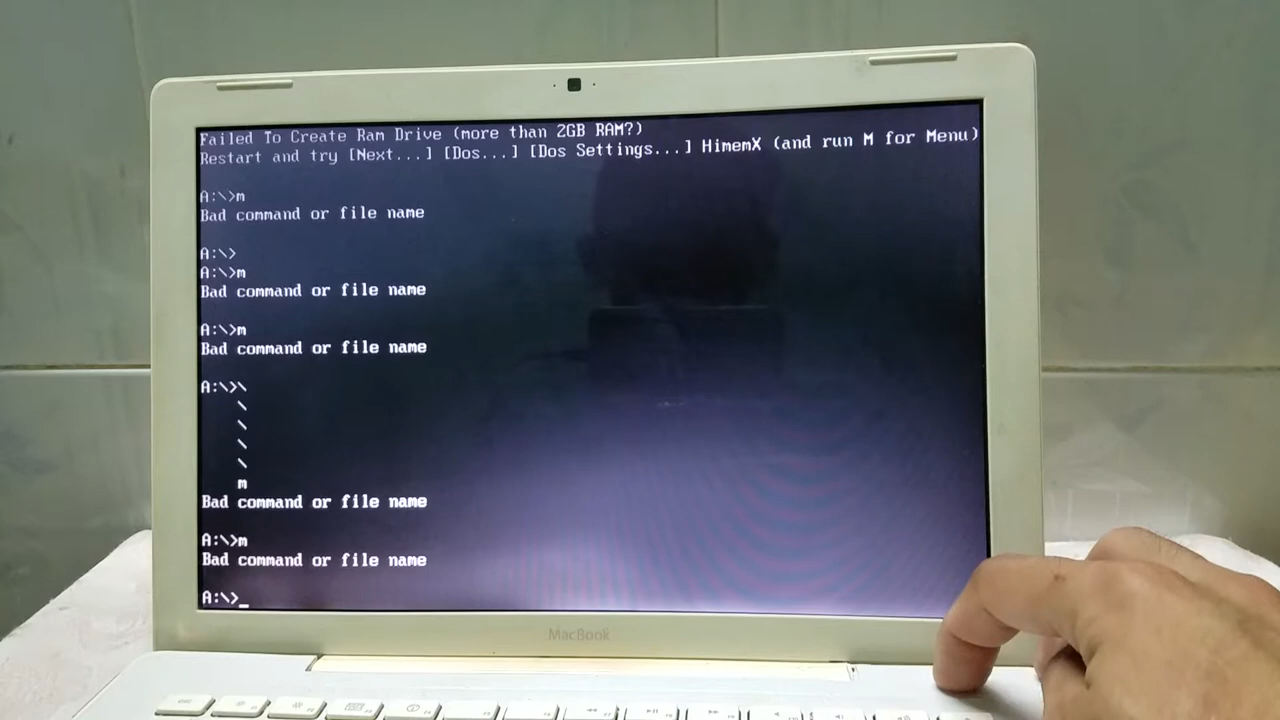 Failed To Create Ram Drive (more than 2GB RAM?)
Restart and try [Next...] [Dos...] [Dos Settings...] HimemX (and run M for Menu)
A:\>m
Bad command or file name
A:\>
A:\>m
Bad command or file name
A:\>m
Bad command or file name
A:\>\
\
\
\
\
m
Bad command or file name
A:\>m
Bad command or file name
A:\>_
MacBook